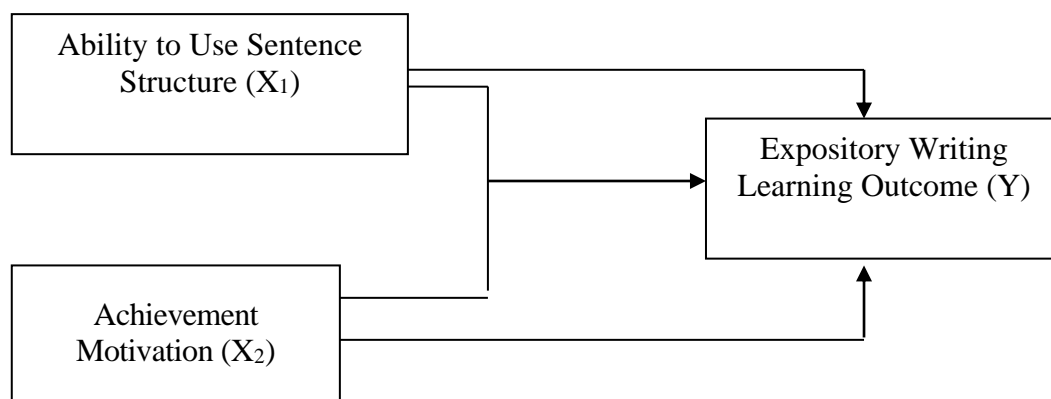 Ability to Use Sentence
Structure (X₁)
Expository Writing
Learning Outcome (Y)
Achievement
Motivation (X₂)